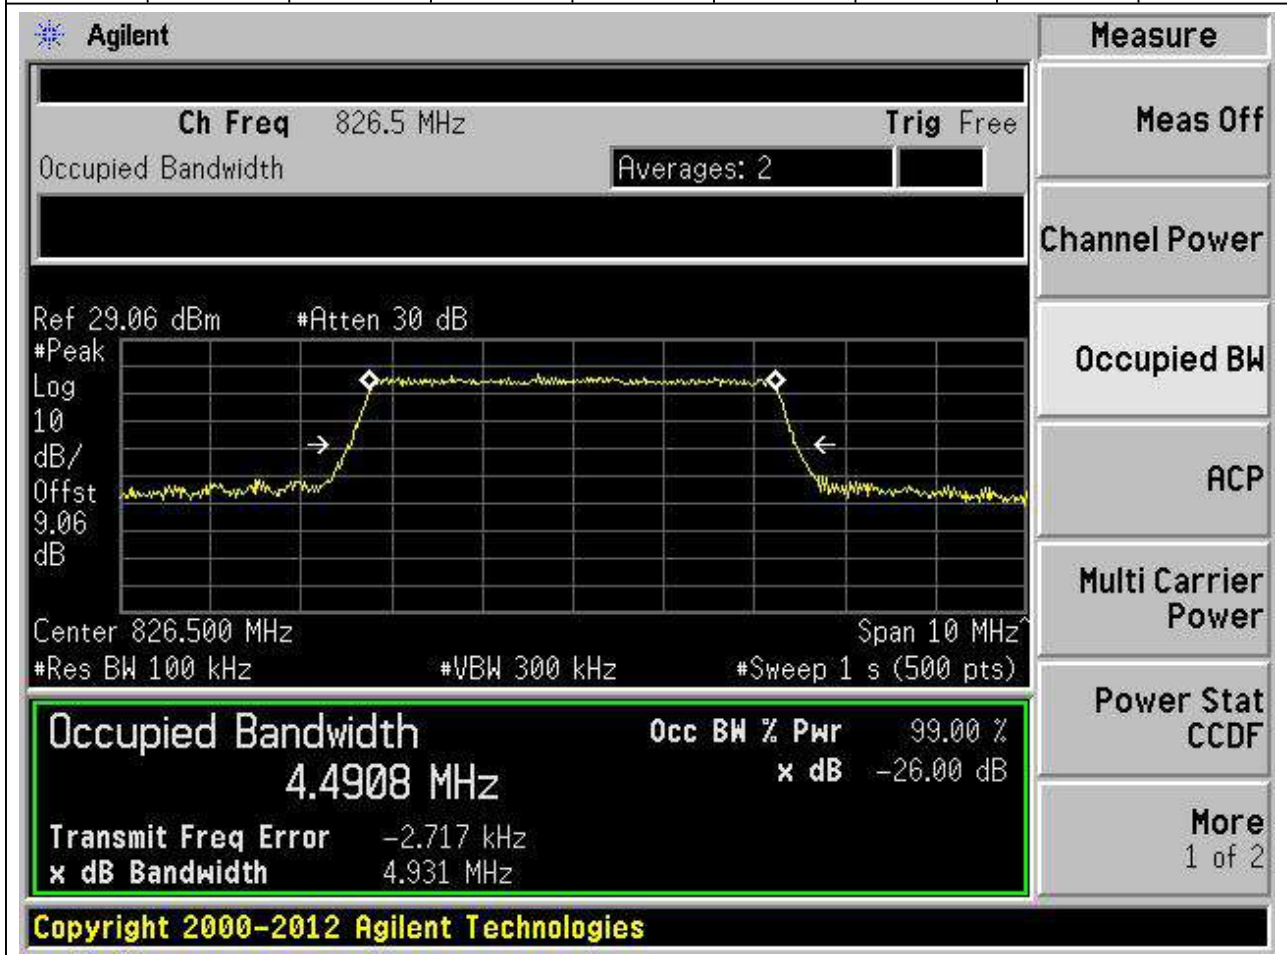 Agilent
Measure
Ch Freq 826.5 MHz Trig Free
Meas Off
Occupied Bandwidth Averages: 2
Channel Power
Ref 29.06 dBm #Atten 30 dB
#Peak
Log
10
dB/
Offst
9.06
dB
Occupied BW
ACP
Center 826.500 MHz Span 10 MHz^
#Res BW 100 kHz #VBW 300 kHz #Sweep 1 s (500 pts)
Multi Carrier
Power
Occupied Bandwidth Occ BW % Pwr 99.00 %
4.4908 MHz x dB -26.00 dB
Transmit Freq Error -2.717 kHz
x dB Bandwidth 4.931 MHz
Power Stat
CCDF
More
1 of 2
Copyright 2000-2012 Agilent Technologies